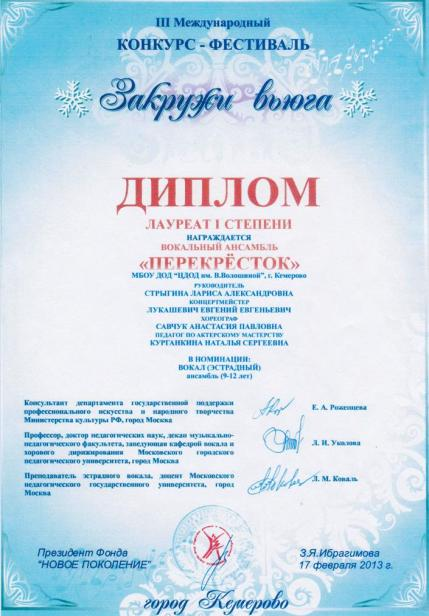 III Международный
КОНКУРС - ФЕСТИВАЛЬ
Закружи вьюга
ДИПЛОМ
ЛАУРЕАТ I СТЕПЕНИ
НАГРАЖДАЕТСЯ
ВОКАЛЬНЫЙ АНСАМБЛЬ
«ПЕРЕКРЁСТОК»
МБОУ ДОД "ЦДОД им. В.Волошиной", г. Кемерово
РУКОВОДИТЕЛЬ
СТРЫГИНА ЛАРИСА АЛЕКСАНДРОВНА
КОНЦЕРТМЕЙСТЕР
ЛУКАШЕВИЧ ЕВГЕНИЙ ЕВГЕНЬЕВИЧ
ХОРЕОГРАФ
САВЧУК АНАСТАСИЯ ПАВЛОВНА
ПЕДАГОГ ПО АКТЕРСКОМУ МАСТЕРСТВУ
КУРГАНКИНА НАТАЛЬЯ СЕРГЕЕВНА
В НОМИНАЦИИ:
ВОКАЛ (ЭСТРАДНЫЙ)
ансамбль (9-12 лет)
Консультант департамента государственной поддержки
профессионального искусства и народного творчества
Министерства культуры РФ, город Москва
Е. А. Роженцева
Профессор, доктор педагогических наук, декан музыкально-
педагогического факультета, заведующая кафедрой вокала и
хорового дирижирования Московского городского
педагогического университета, город Москва
Л. И. Уколова
Преподаватель эстрадного вокала, доцент Московского
педагогического государственного университета, город
Москва
Л. М. Коваль
Президент Фонда
"НОВОЕ ПОКОЛЕНИЕ"
З.Я.Ибрагимова
17 февраля 2013 г.
город Кемерово